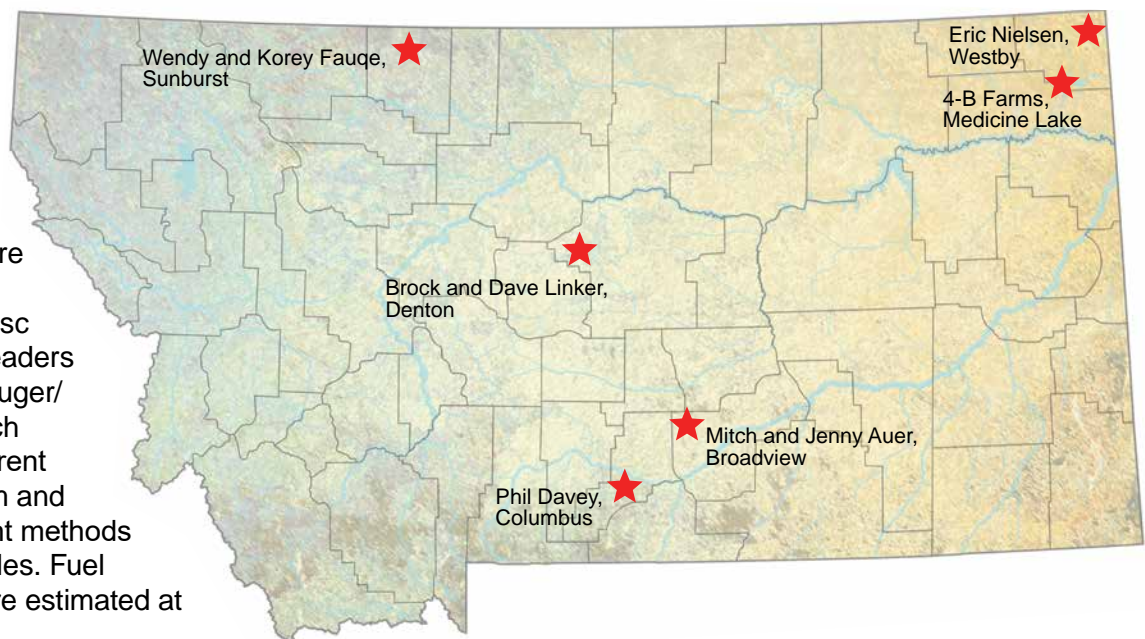 Wendy and Korey Fauqe,
Sunburst
Eric Nielsen,
Westby
4-B Farms,
Medicine Lake
Brock and Dave Linker,
Denton
Mitch and Jenny Auer,
Broadview
Phil Davey,
Columbus
re
sc
eaders
uger/
ch
rent
n and
nt methods
les. Fuel
re estimated at